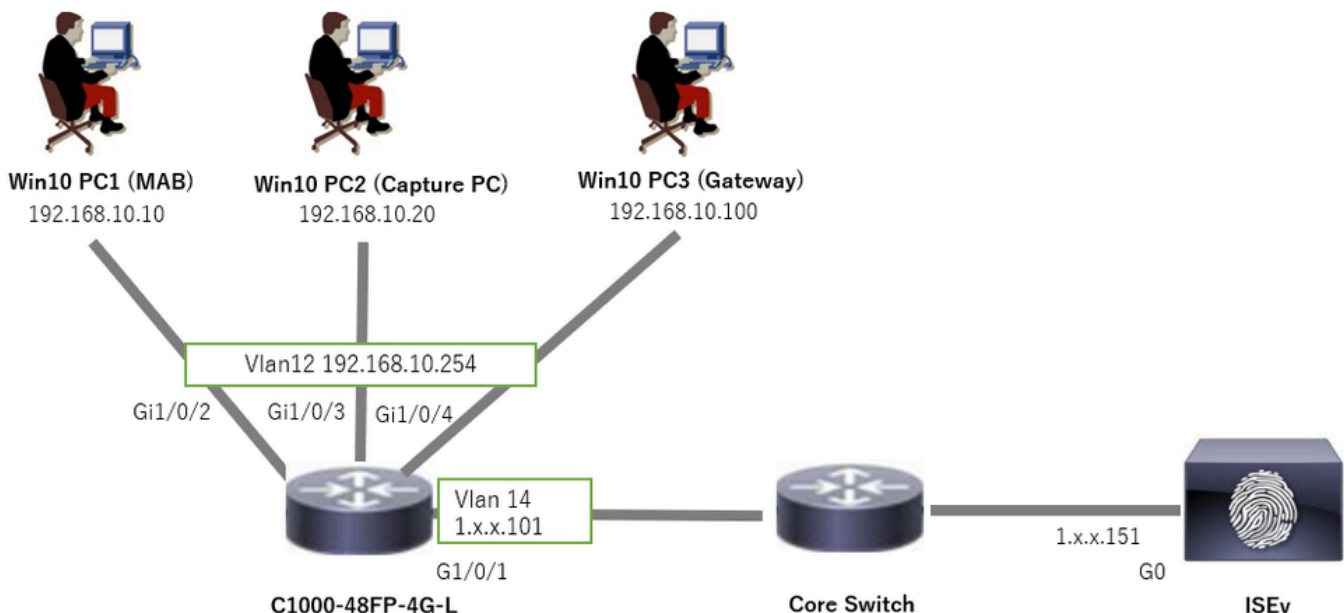 Win10 PC1 (MAB)
192.168.10.10
Win10 PC2 (Capture PC)
192.168.10.20
Win10 PC3 (Gateway)
192.168.10.100
Vlan12 192.168.10.254
Gi1/0/2
Gi1/0/3
Gi1/0/4
Vlan 14
1.x.x.101
G1/0/1
C1000-48FP-4G-L
Core Switch
1.x.x.151
G0
ISEv